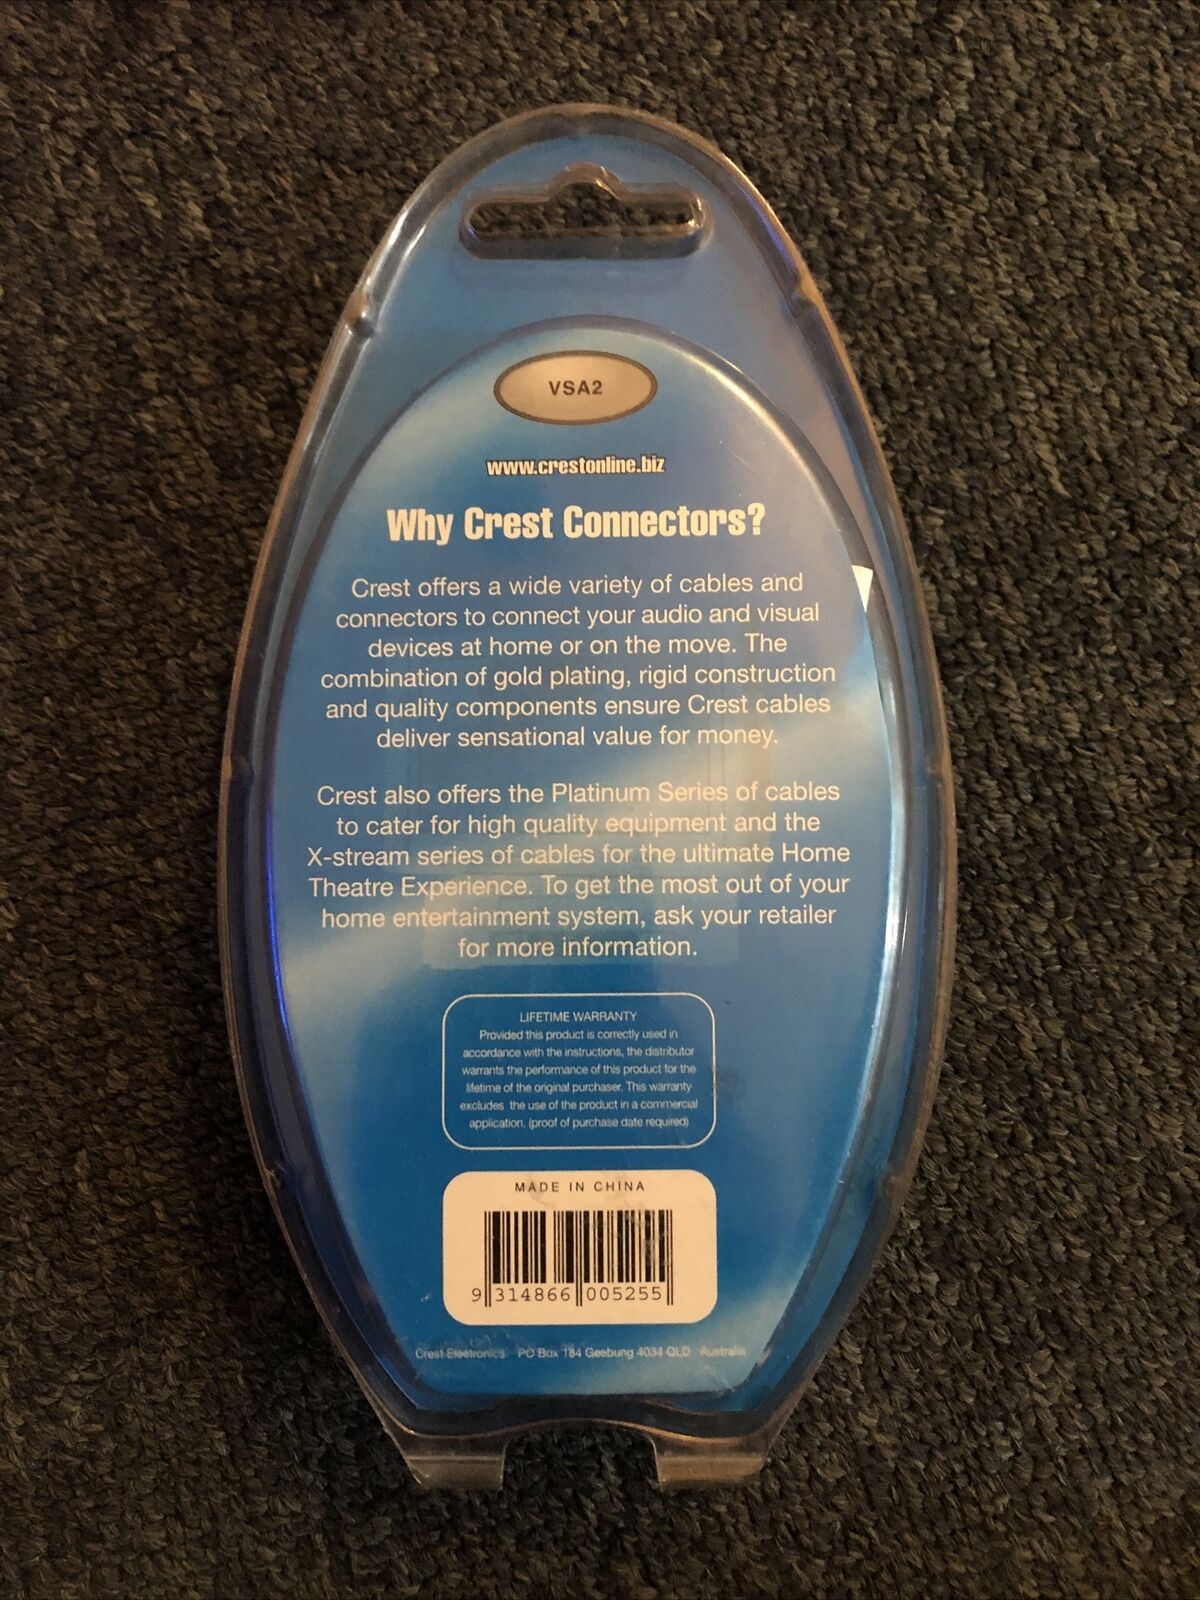 VSA2
www.crestonline.biz
Why Crest Connectors?
Crest offers a wide variety of cables and
connectors to connect your audio and visual
devices at home or on the move. The
combination of gold plating, rigid construction
and quality components ensure Crest cables
deliver sensational value for money.
Crest also offers the Platinum Series of cables
to cater for high quality equipment and the
X-stream series of cables for the ultimate Home
Theatre Experience. To get the most out of your
home entertainment system, ask your retailer
for more information.
LIFETIME WARRANTY
Provided this product is correctly used in
accordance with the instructions, the distributor
warrants the performance of this product for the
lifetime of the original purchaser. This warranty
excludes the use of the product in a commercial
application. (proof of purchase date required)
MADE IN CHINA
9 314866 005255
Crest Electronics PO Box 184 Geebung 4034 QLD Australia